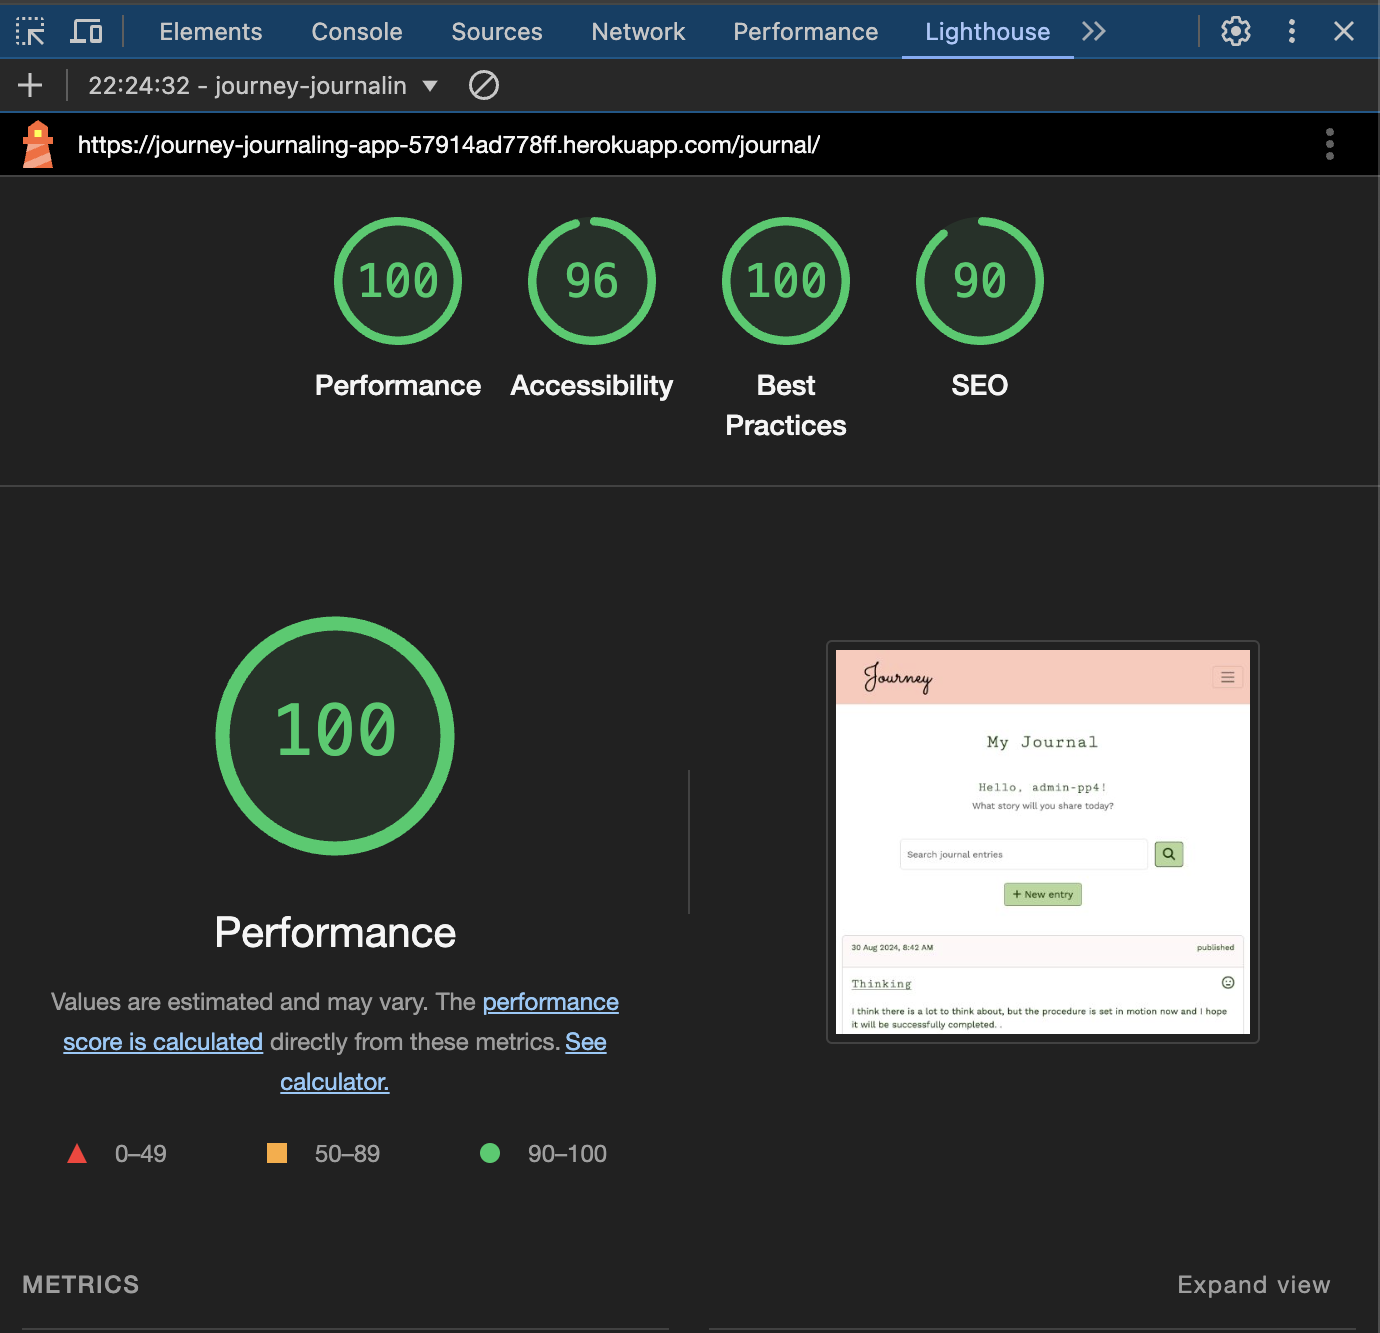 Elements Console Sources Network Performance Lighthouse
22:24:32 - journey-journalin
https://journey-journaling-app-57914ad778ff.herokuapp.com/journal/
100 96 100 90
Performance Accessibility Best Practices SEO
100
Performance
Values are estimated and may vary. The performance
score is calculated directly from these metrics. See
calculator.
0–49 50–89 90–100
Journey
My Journal
Hello, admin-pp4!
What story will you share today?
Search journal entries
+ New entry
30 Aug 2024, 8:42 AM published
Thinking
I think there is a lot to think about, but the procedure is set in motion now and I hope
it will be successfully completed. .
METRICS Expand view